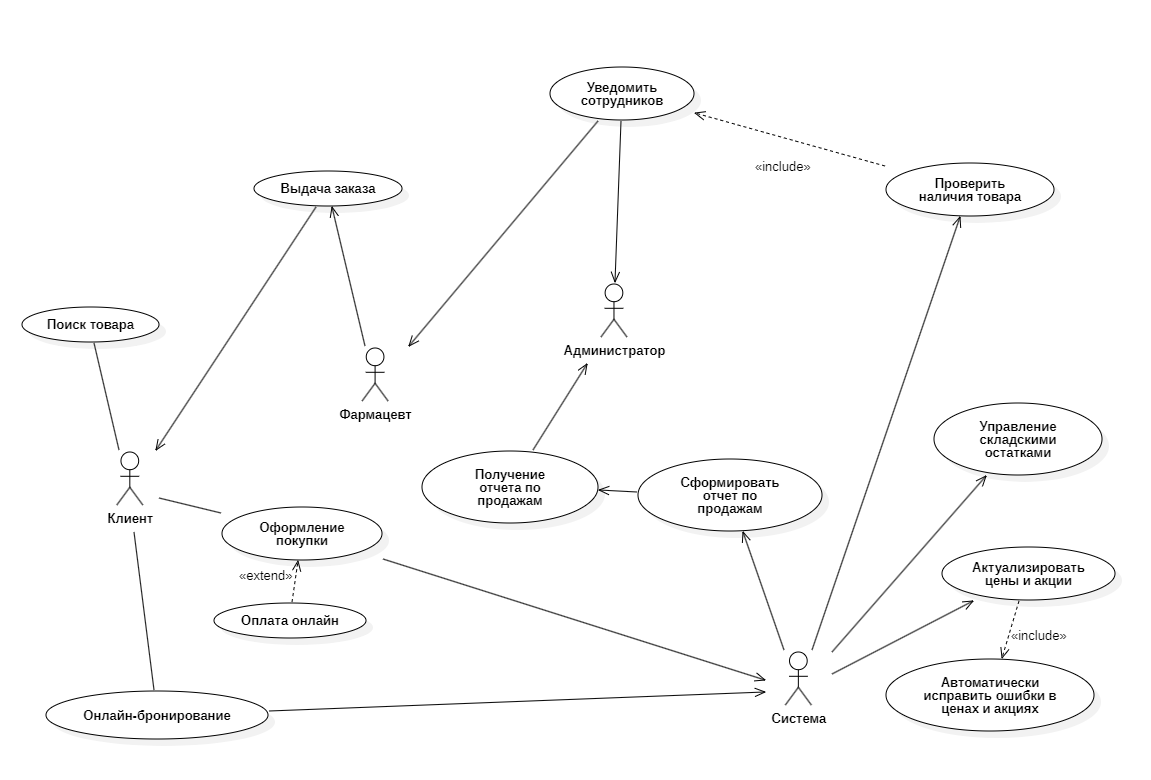 Уведомить
сотрудников
«include»
Проверить
наличия товара
Выдача заказа
Поиск товара
Администратор
Фармацевт
Управление
складскими
остатками
Получение
отчета по
продажам
Сформировать
отчет по
продажам
Клиент
Оформление
покупки
«extend»
Оплата онлайн
Актуализировать
цены и акции
«include»
Автоматически
исправить ошибки в
ценах и акциях
Онлайн-бронирование
Система